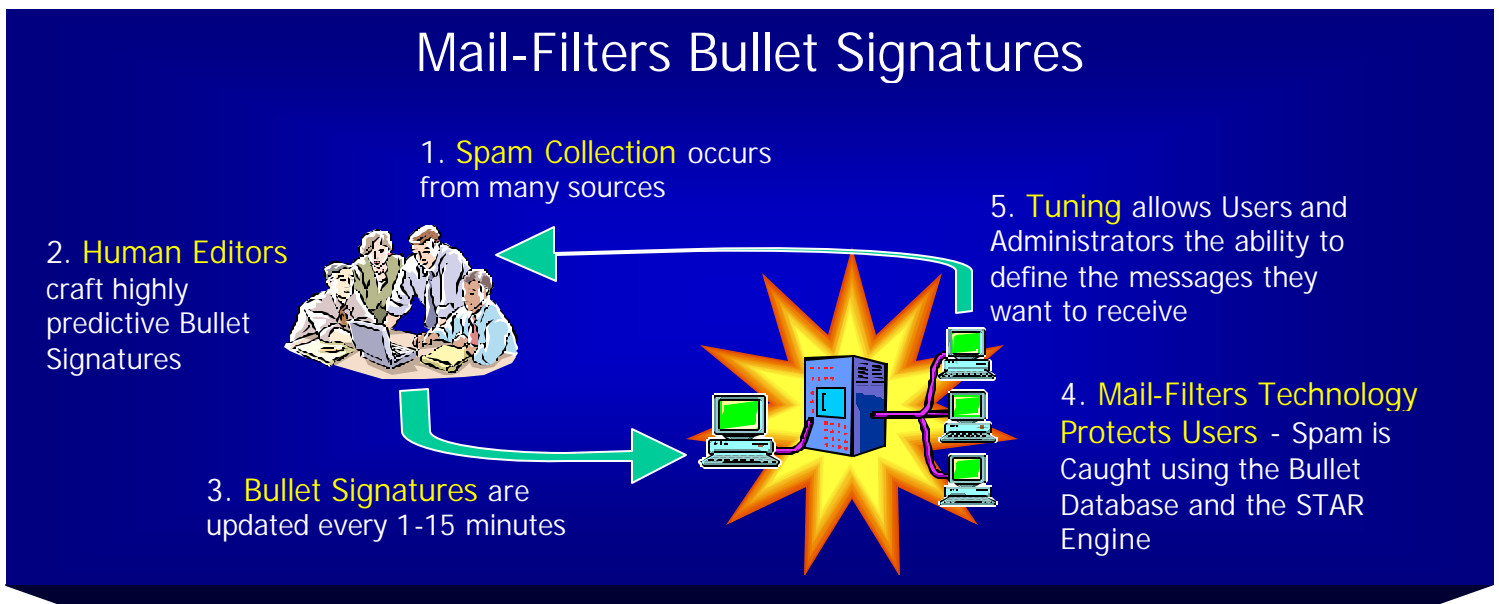 Mail-Filters Bullet Signatures
1. Spam Collection occurs
from many sources
2. Human Editors
craft highly
predictive Bullet
Signatures
3. Bullet Signatures are
updated every 1-15 minutes
4. Mail-Filters Technology
Protects Users - Spam is
Caught using the Bullet
Database and the STAR
Engine
5. Tuning allows Users and
Administrators the ability to
define the messages they
want to receive